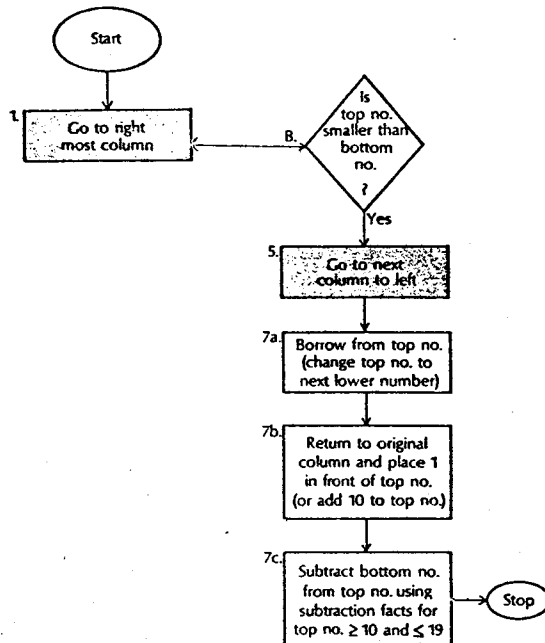 Start
1.
Go to right
most column
B.
Is
top no.
smaller than
bottom
no.
?
Yes
5.
Go to next
column to left
7a.
Borrow from top no.
(change top no. to
next lower number)
7b.
Return to original
column and place 1
in front of top no.
(or add 10 to top no.)
7c.
Subtract bottom no.
from top no. using
subtraction facts for
top no. ≥ 10 and ≤ 19
Stop